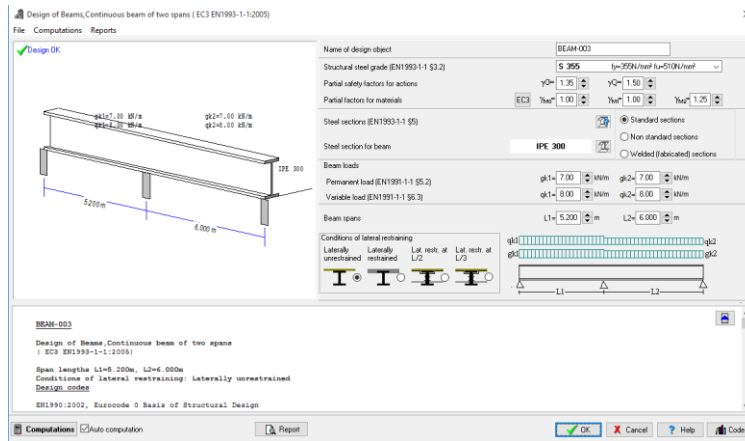 Design of Beams,Continuous beam of two spans ( EC3 EN1993-1-1:2005)
File Computations Reports
Design OK
gk1=7.00 kN/m gk2=7.00 kN/m
qk1=8.00 kN/m qk2=8.00 kN/m
IPE 300
5.200m
6.000 m
Name of design object BEAM-003
Structural steel grade (EN1993-1-1 §3.2) S 355 fy=355N/mm² fu=510N/mm²
Partial safety factors for actions γG= 1.35 γQ= 1.50
Partial factors for materials EC3 γM0= 1.00 γM1= 1.00 γM2= 1.25
Steel sections (EN1993-1-1 §5) Standard sections
Non standard sections
Steel section for beam IPE 300
Welded (fabricated) sections
Beam loads
Permanent load (EN1991-1-1 §5.2) gk1= 7.00 kN/m gk2= 7.00 kN/m
Variable load (EN1991-1-1 §6.3) qk1= 8.00 kN/m qk2= 8.00 kN/m
Beam spans L1= 5.200 m L2= 6.000 m
Conditions of lateral restraining
Laterally unrestrained
Laterally restrained
Lat. restr. at L/2
Lat. restr. at L/3
qk1 qk2
gk1 gk2
L1 L2
BEAM-003
Design of Beams,Continuous beam of two spans
( EC3 EN1993-1-1:2005)
Span lengths L1=5.200m, L2=6.000m
Conditions of lateral restraining: Laterally unrestrained
Design codes
EN1990:2002, Eurocode 0 Basis of Structural Design
Computations Auto computation Report OK Cancel Help Code